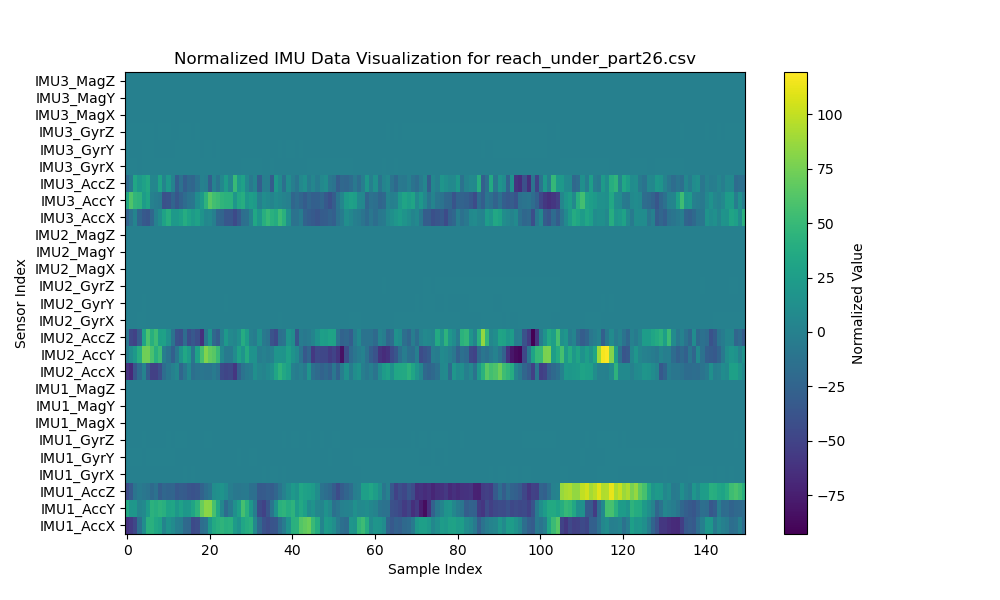 Normalized IMU Data Visualization for reach_under_part26.csv
IMU3_MagZ
IMU3_MagY
IMU3_MagX
IMU3_GyrZ
IMU3_GyrY
IMU3_GyrX
IMU3_AccZ
IMU3_AccY
IMU3_AccX
IMU2_MagZ
IMU2_MagY
IMU2_MagX
IMU2_GyrZ
IMU2_GyrY
IMU2_GyrX
IMU2_AccZ
IMU2_AccY
IMU2_AccX
IMU1_MagZ
IMU1_MagY
IMU1_MagX
IMU1_GyrZ
IMU1_GyrY
IMU1_GyrX
IMU1_AccZ
IMU1_AccY
IMU1_AccX
Sensor Index
0 20 40 60 80 100 120 140
Sample Index
100
75
50
25
0
−25
−50
−75
Normalized Value